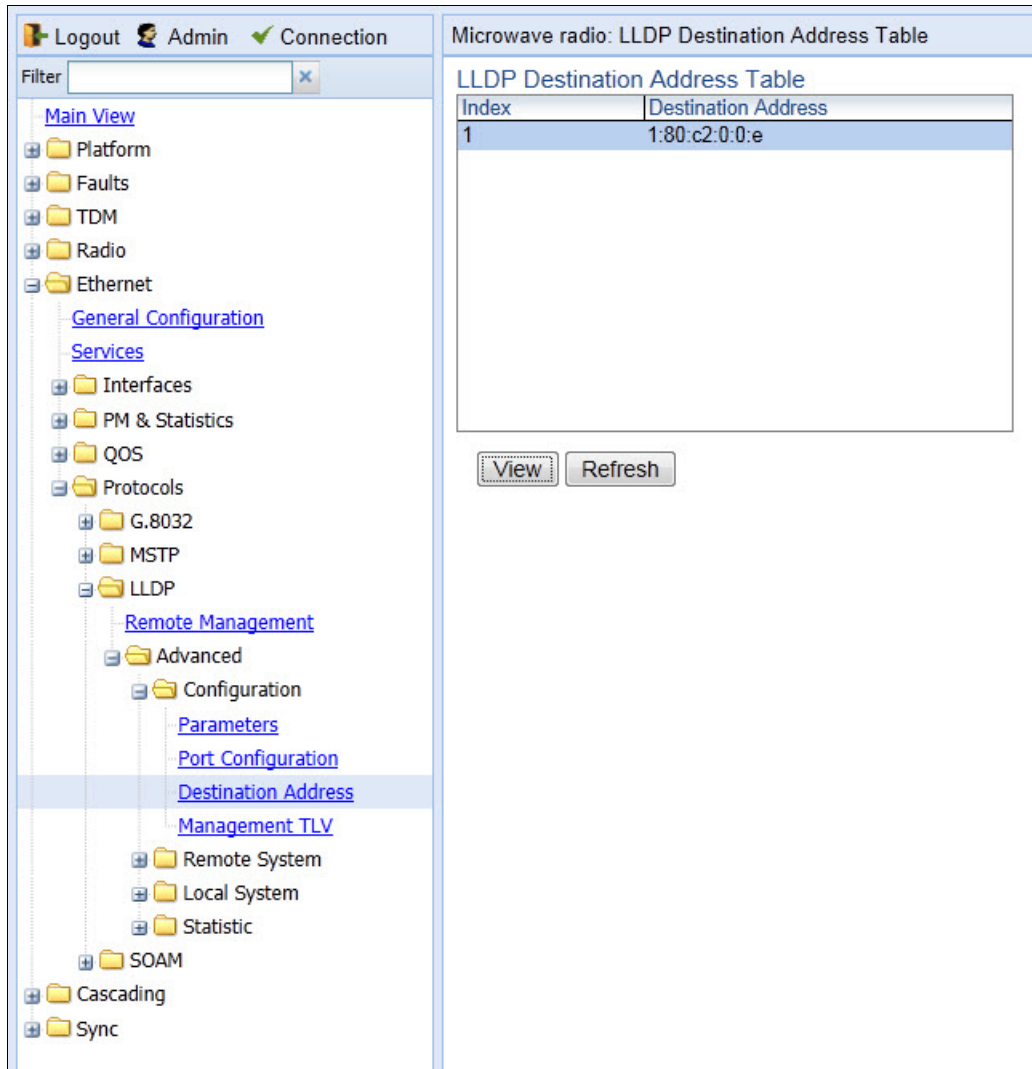 Logout Admin Connection
Filter
Main View
Platform
Faults
TDM
Radio
Ethernet
General Configuration
Services
Interfaces
PM & Statistics
QOS
Protocols
G.8032
MSTP
LLDP
Remote Management
Advanced
Configuration
Parameters
Port Configuration
Destination Address
Management TLV
Remote System
Local System
Statistic
SOAM
Cascading
Sync
Microwave radio: LLDP Destination Address Table
LLDP Destination Address Table
Index Destination Address
1 1:80:c2:0:0:e
View Refresh